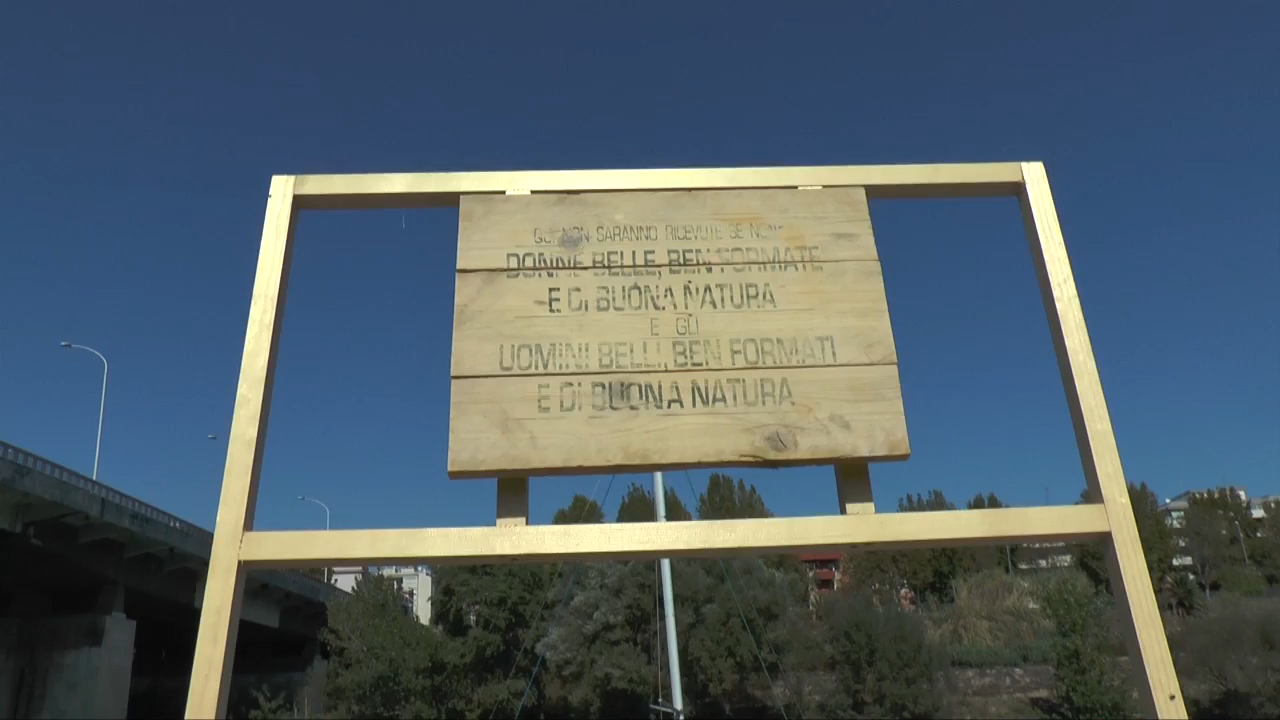 QUI NON SARANNO RICEVUTE SE NON
DONNE BELLE, BEN FORMATE
E Di BUONA NATURA
E GLI
UOMINI BELLI, BEN FORMATI
E Di BUONA NATURA